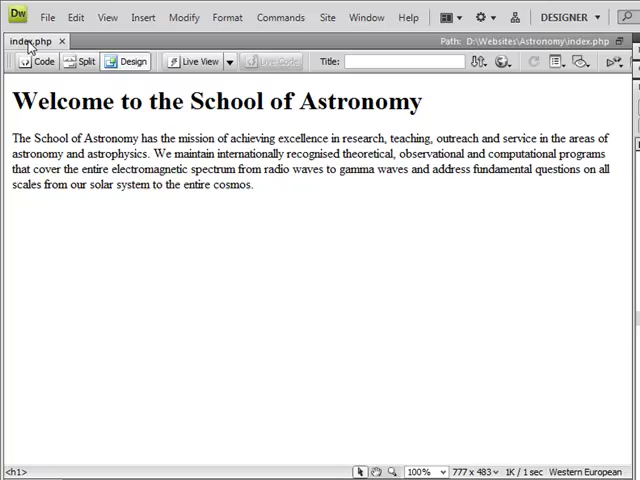 Dw File Edit View Insert Modify Format Commands Site Window Help DESIGNER
index.php Path: D:\Websites\Astronomy\index.php
Code Split Design Live View Live Code Title:
Welcome to the School of Astronomy
The School of Astronomy has the mission of achieving excellence in research, teaching, outreach and service in the areas of
astronomy and astrophysics. We maintain internationally recognised theoretical, observational and computational programs
that cover the entire electromagnetic spectrum from radio waves to gamma waves and address fundamental questions on all
scales from our solar system to the entire cosmos.
<h1> 100% 777 x 483 1K / 1 sec Western European